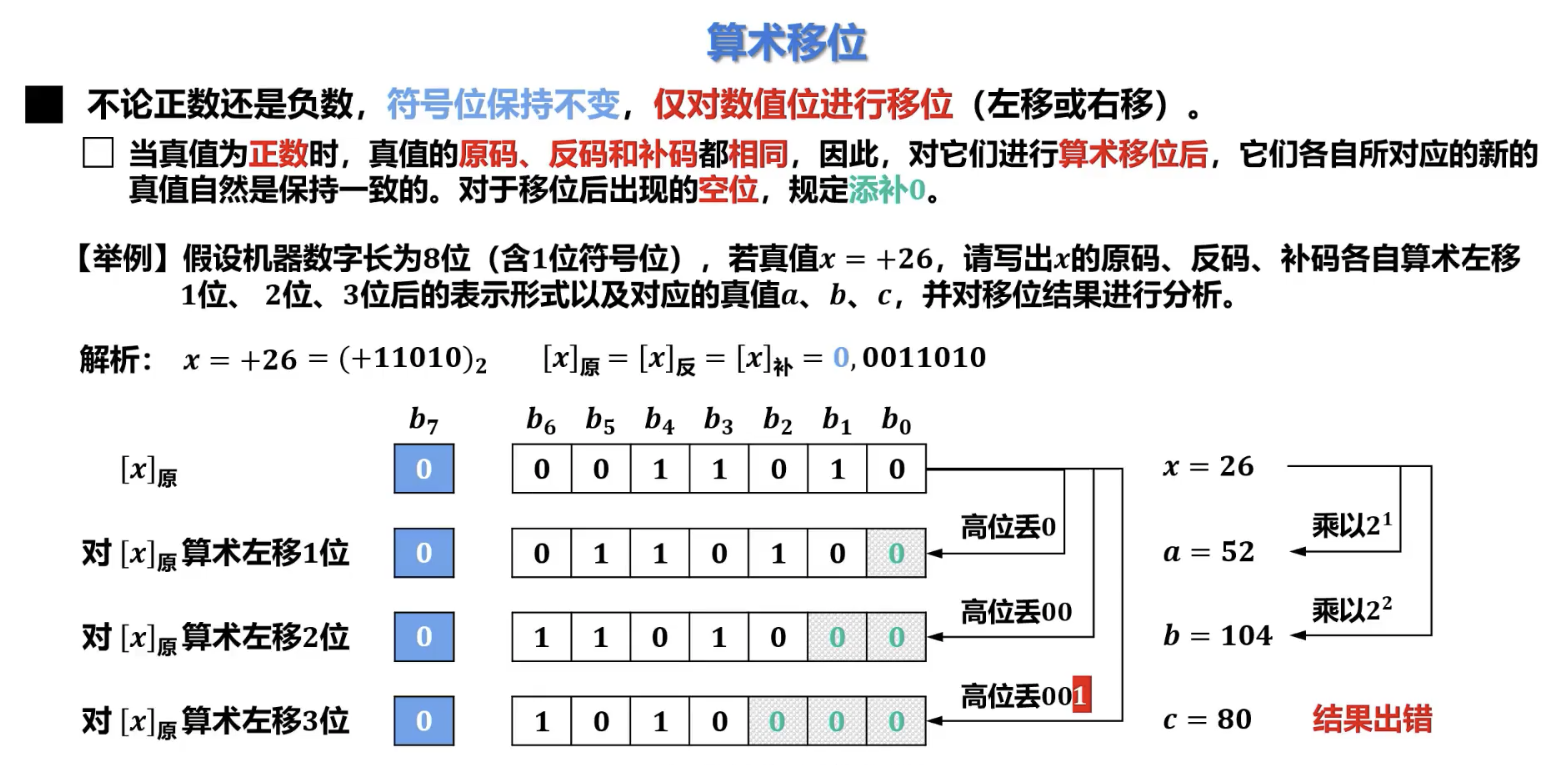 算术移位
不论正数还是负数，符号位保持不变，仅对数值位进行移位（左移或右移）。
当真值为正数时，真值的原码、反码和补码都相同，因此，对它们进行算术移位后，它们各自所对应的新的
真值自然是保持一致的。对于移位后出现的空位，规定添补0。
【举例】假设机器数字长为8位（含1位符号位），若真值x = +26，请写出x的原码、反码、补码各自算术左移
1位、 2位、3位后的表示形式以及对应的真值a、b、c，并对移位结果进行分析。
解析： x = +26 = (+11010)₂ [x]原 = [x]反 = [x]补 = 0, 0011010
b₇ b₆ b₅ b₄ b₃ b₂ b₁ b₀
[x]原 0 0 0 1 1 0 1 0 x = 26
高位丢0 乘以2¹
对 [x]原 算术左移1位 0 0 1 1 0 1 0 0 a = 52
高位丢00 乘以2²
对 [x]原 算术左移2位 0 1 1 0 1 0 0 0 b = 104
高位丢001
对 [x]原 算术左移3位 0 1 0 1 0 0 0 0 c = 80 结果出错